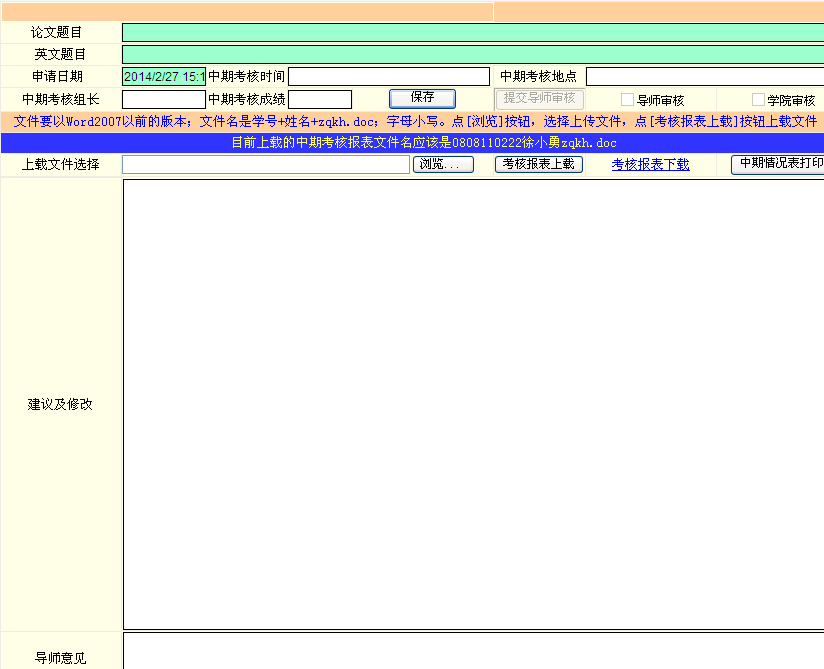 论文题目
英文题目
申请日期 2014/2/27 15:1 中期考核时间 中期考核地点
中期考核组长 中期考核成绩 保存 提交导师审核 导师审核 学院审核
文件要以Word2007以前的版本；文件名是学号+姓名+zqkh.doc；字母小写。点[浏览]按钮，选择上传文件，点[考核报表上载]按钮上载文件
目前上载的中期考核报表文件名应该是0808110222徐小勇zqkh.doc
上载文件选择 浏览... 考核报表上载 考核报表下载 中期情况表打印
建议及修改
导师意见